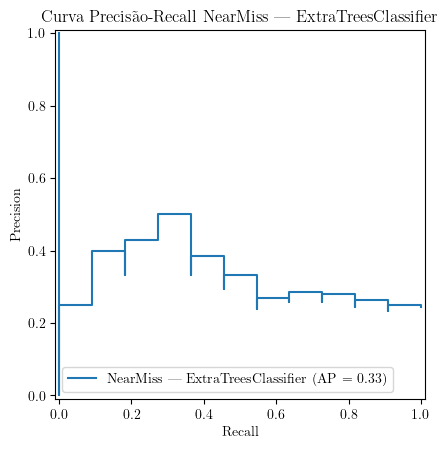 Curva Precisão-Recall NearMiss — ExtraTreesClassifier
1.0
0.8
0.6
0.4
0.2
0.0
Precision
NearMiss — ExtraTreesClassifier (AP = 0.33)
0.0 0.2 0.4 0.6 0.8 1.0
Recall